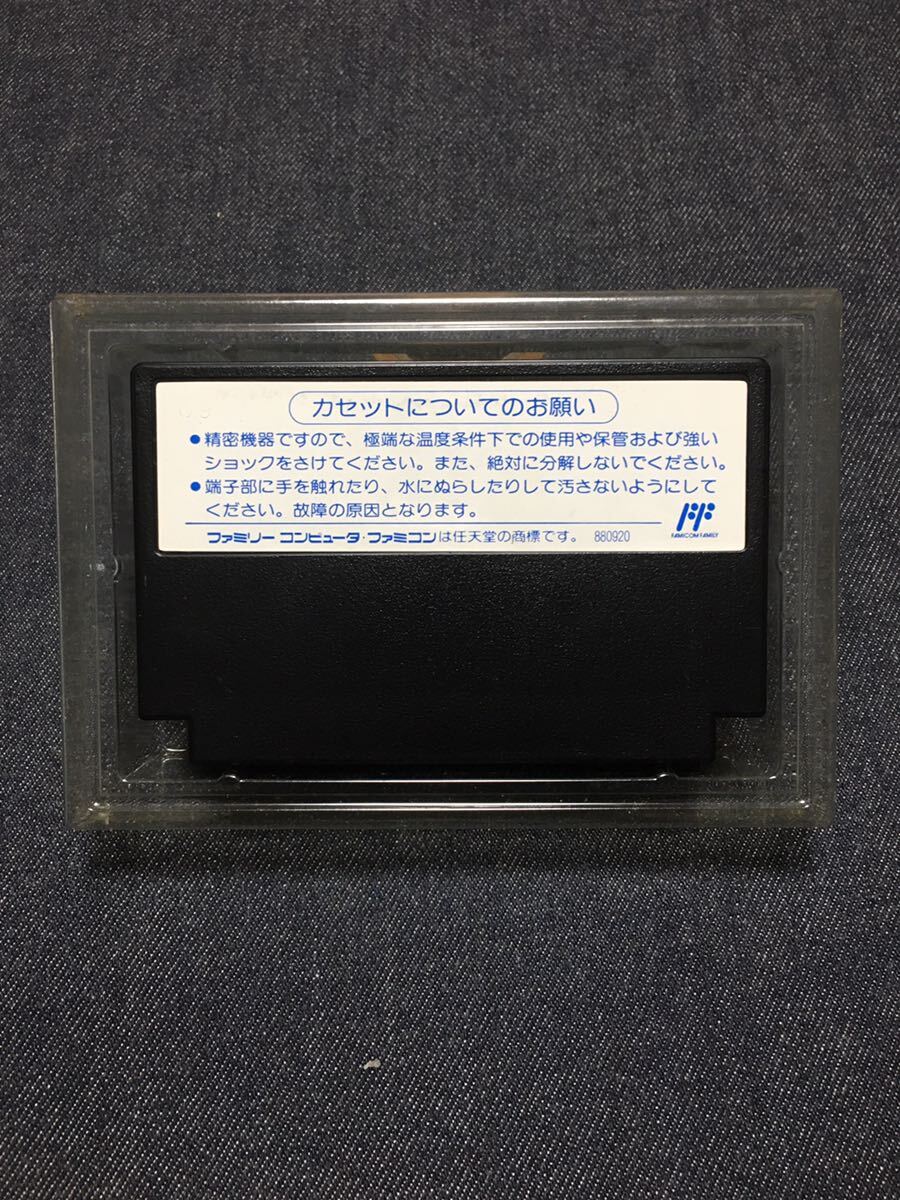 カセットについてのお願い
●精密機器ですので、極端な温度条件下での使用や保管および強い
ショックをさけてください。また、絶対に分解しないでください。
●端子部に手を触れたり、水にぬらしたりして汚さないようにして
ください。故障の原因となります。
ファミリー コンピュータ・ファミコンは任天堂の商標です。 880920
FF
FAMICOM FAMILY